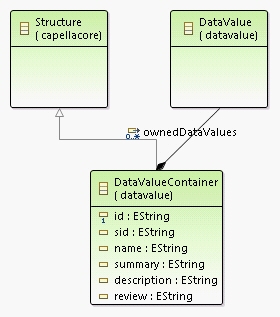 Structure
( capellacore)
DataValue
(datavalue)
ownedDataValues
0..*
DataValueContainer
(datavalue)
id : EString
1
sid : EString
name : EString
summary : EString
description : EString
review : EString